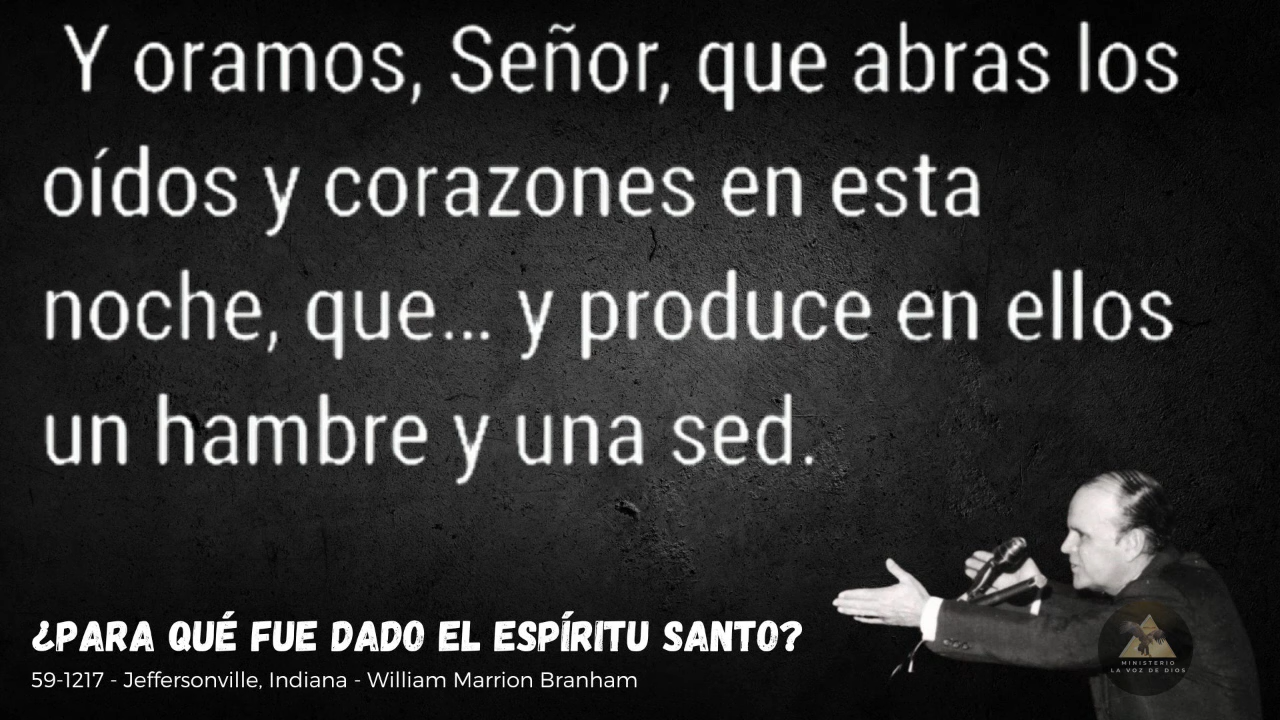 Y oramos, Señor, que abras los
oídos y corazones en esta
noche, que... y produce en ellos
un hambre y una sed.
¿PARA QUÉ FUE DADO EL ESPÍRITU SANTO?
59-1217 - Jeffersonville, Indiana - William Marrion Branham
MINISTERIO
LA VOZ DE DIOS